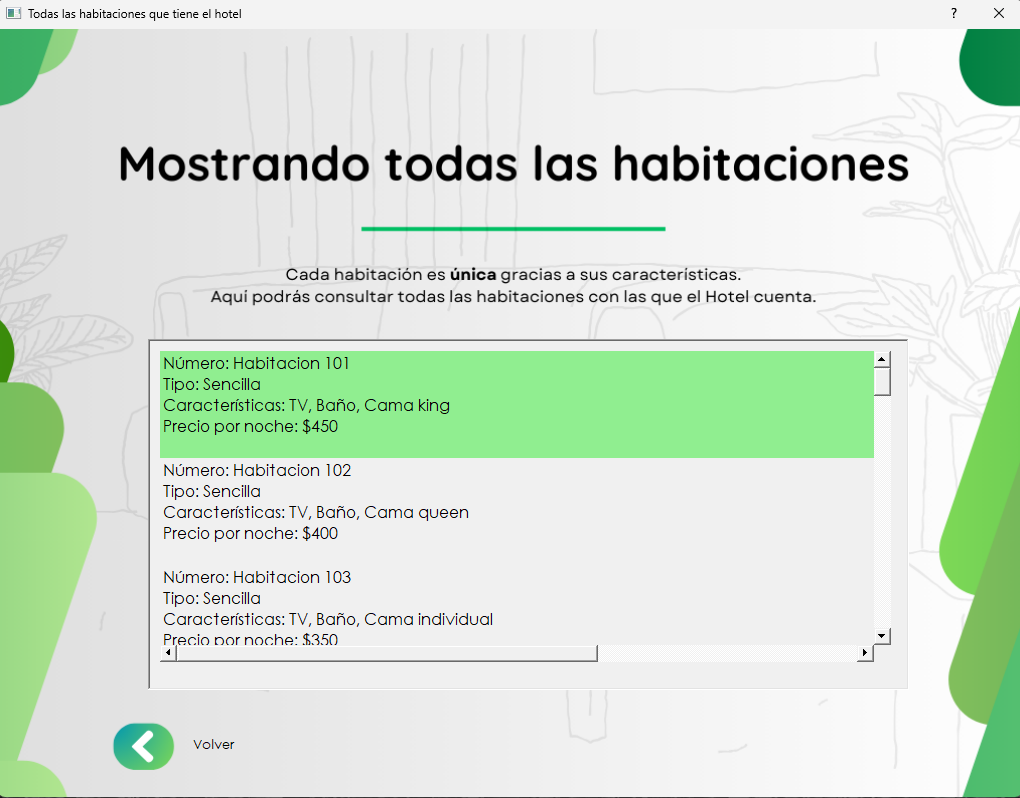 Todas las habitaciones que tiene el hotel
Mostrando todas las habitaciones
Cada habitación es única gracias a sus características.
Aquí podrás consultar todas las habitaciones con las que el Hotel cuenta.
Número: Habitacion 101
Tipo: Sencilla
Características: TV, Baño, Cama king
Precio por noche: $450
Número: Habitacion 102
Tipo: Sencilla
Características: TV, Baño, Cama queen
Precio por noche: $400
Número: Habitacion 103
Tipo: Sencilla
Características: TV, Baño, Cama individual
Precio por noche: $350
Volver